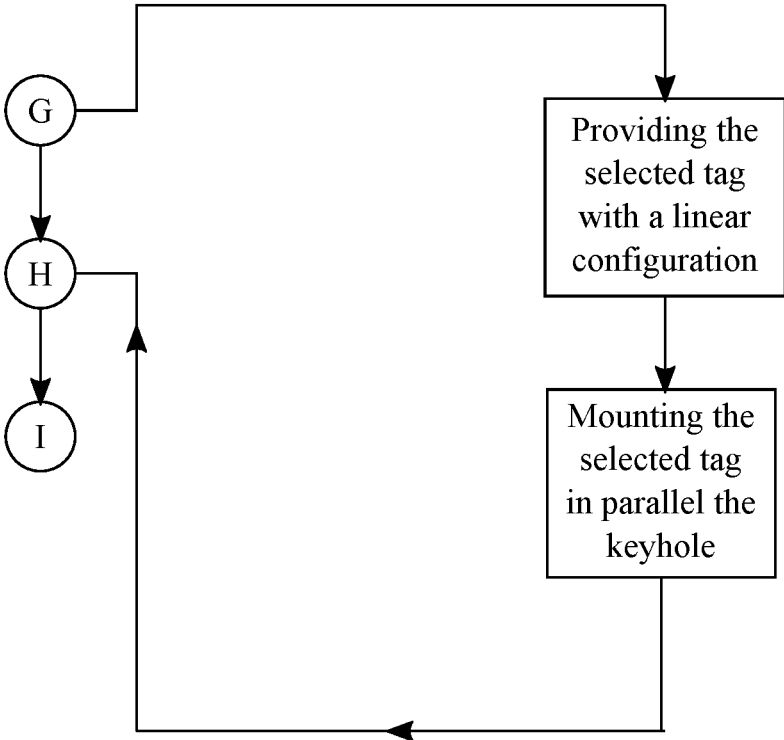 G
Providing the
selected tag
with a linear
configuration
H
Mounting the
selected tag
in parallel the
keyhole
I